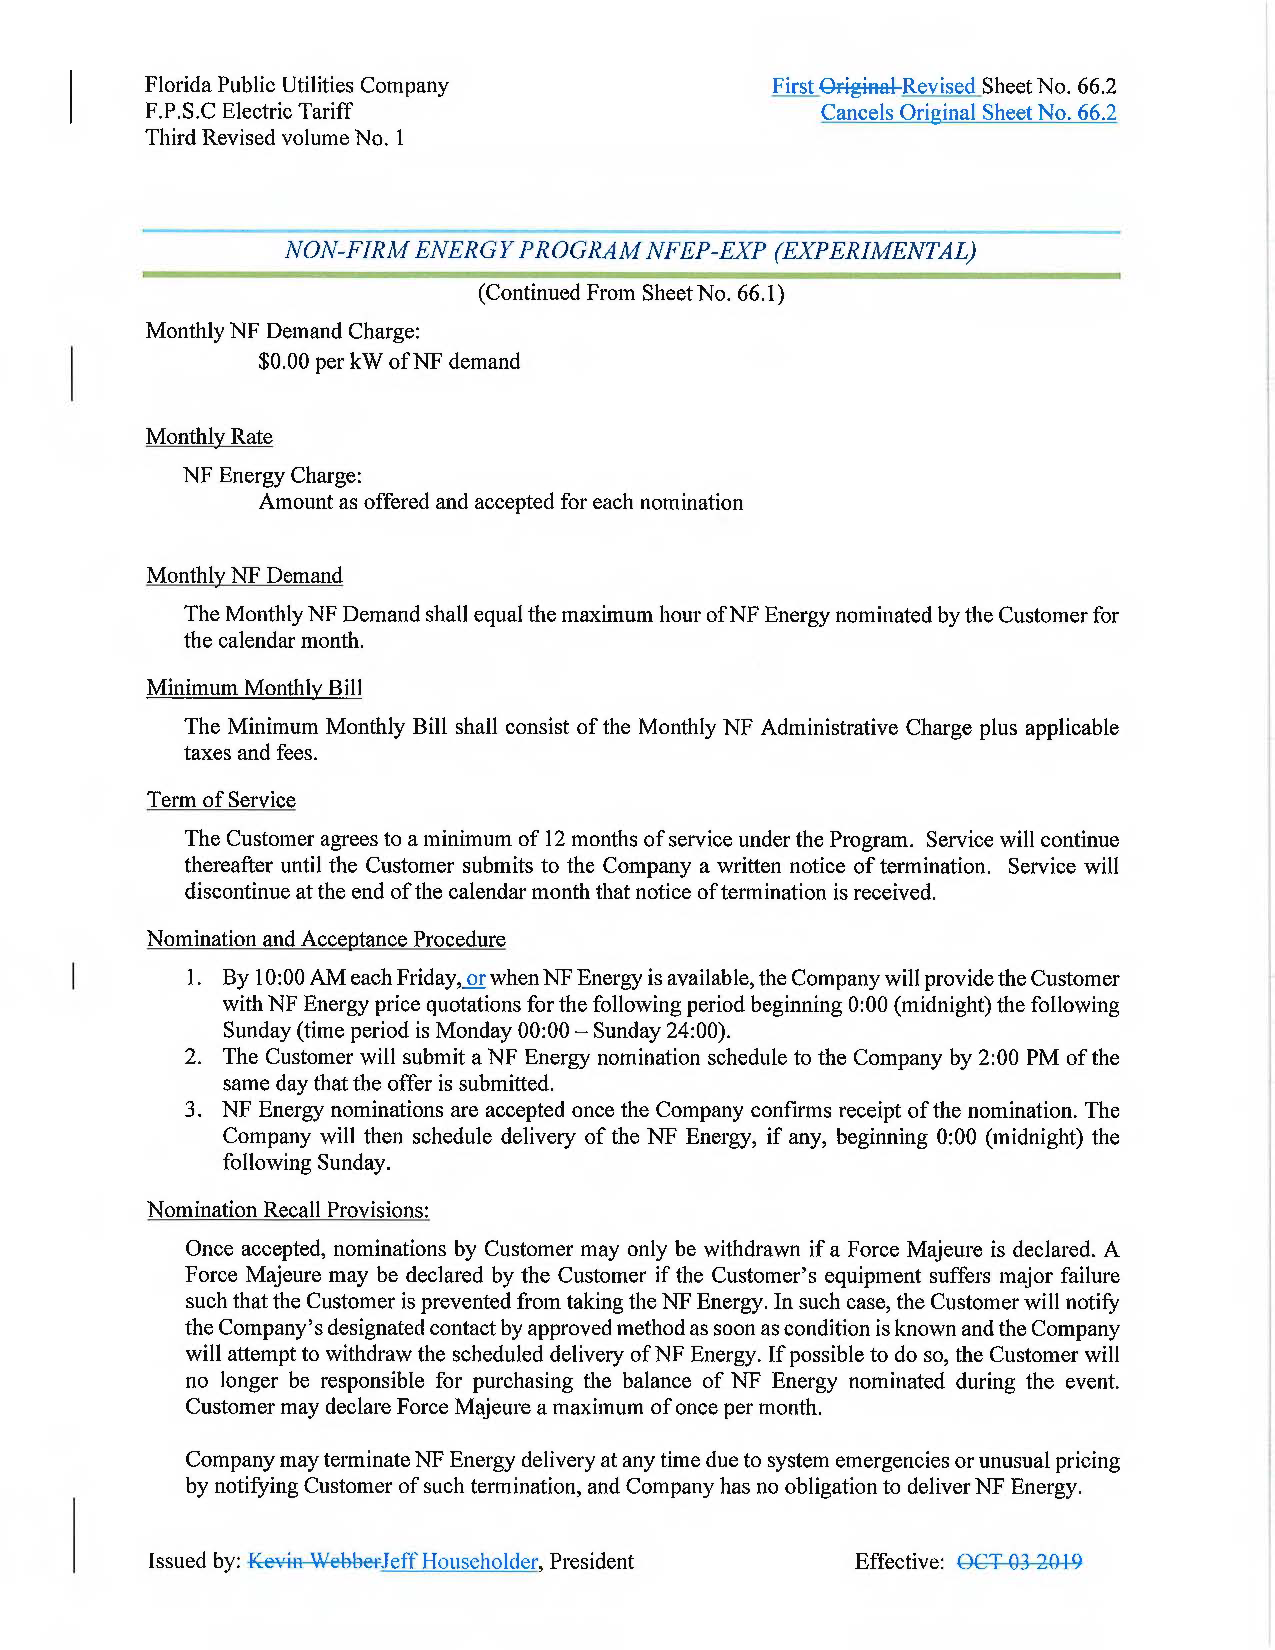 Florida Public Utilities Company
First Original Revised Sheet No. 66.2
F.P.S.C Electric Tariff
Cancels Original Sheet No. 66.2
Third Revised volume No. 1
NON-FIRM ENERGY PROGRAM NFEP-EXP (EXPERIMENTAL)
(Continued From Sheet No. 66.1)
Monthly NF Demand Charge:
$0.00 per kW of NF demand
Monthly Rate
NF Energy Charge:
Amount as offered and accepted for each nomination
Monthly NF Demand
The Monthly NF Demand shall equal the maximum hour of NF Energy nominated by the Customer for
the calendar month.
Minimum Monthly Bill
The Minimum Monthly Bill shall consist of the Monthly NF Administrative Charge plus applicable
taxes and fees.
Term of Service
The Customer agrees to a minimum of 12 months of service under the Program. Service will continue
thereafter until the Customer submits to the Company a written notice of termination. Service will
discontinue at the end of the calendar month that notice of termination is received.
Nomination and Acceptance Procedure
1. By 10:00 AM each Friday, or when NF Energy is available, the Company will provide the Customer
with NF Energy price quotations for the following period beginning 0:00 (midnight) the following
Sunday (time period is Monday 00:00 – Sunday 24:00).
2. The Customer will submit a NF Energy nomination schedule to the Company by 2:00 PM of the
same day that the offer is submitted.
3. NF Energy nominations are accepted once the Company confirms receipt of the nomination. The
Company will then schedule delivery of the NF Energy, if any, beginning 0:00 (midnight) the
following Sunday.
Nomination Recall Provisions:
Once accepted, nominations by Customer may only be withdrawn if a Force Majeure is declared. A
Force Majeure may be declared by the Customer if the Customer's equipment suffers major failure
such that the Customer is prevented from taking the NF Energy. In such case, the Customer will notify
the Company's designated contact by approved method as soon as condition is known and the Company
will attempt to withdraw the scheduled delivery of NF Energy. If possible to do so, the Customer will
no longer be responsible for purchasing the balance of NF Energy nominated during the event.
Customer may declare Force Majeure a maximum of once per month.
Company may terminate NF Energy delivery at any time due to system emergencies or unusual pricing
by notifying Customer of such termination, and Company has no obligation to deliver NF Energy.
Issued by: Kevin WebberJeff Householder, President
Effective: OCT 03 2019